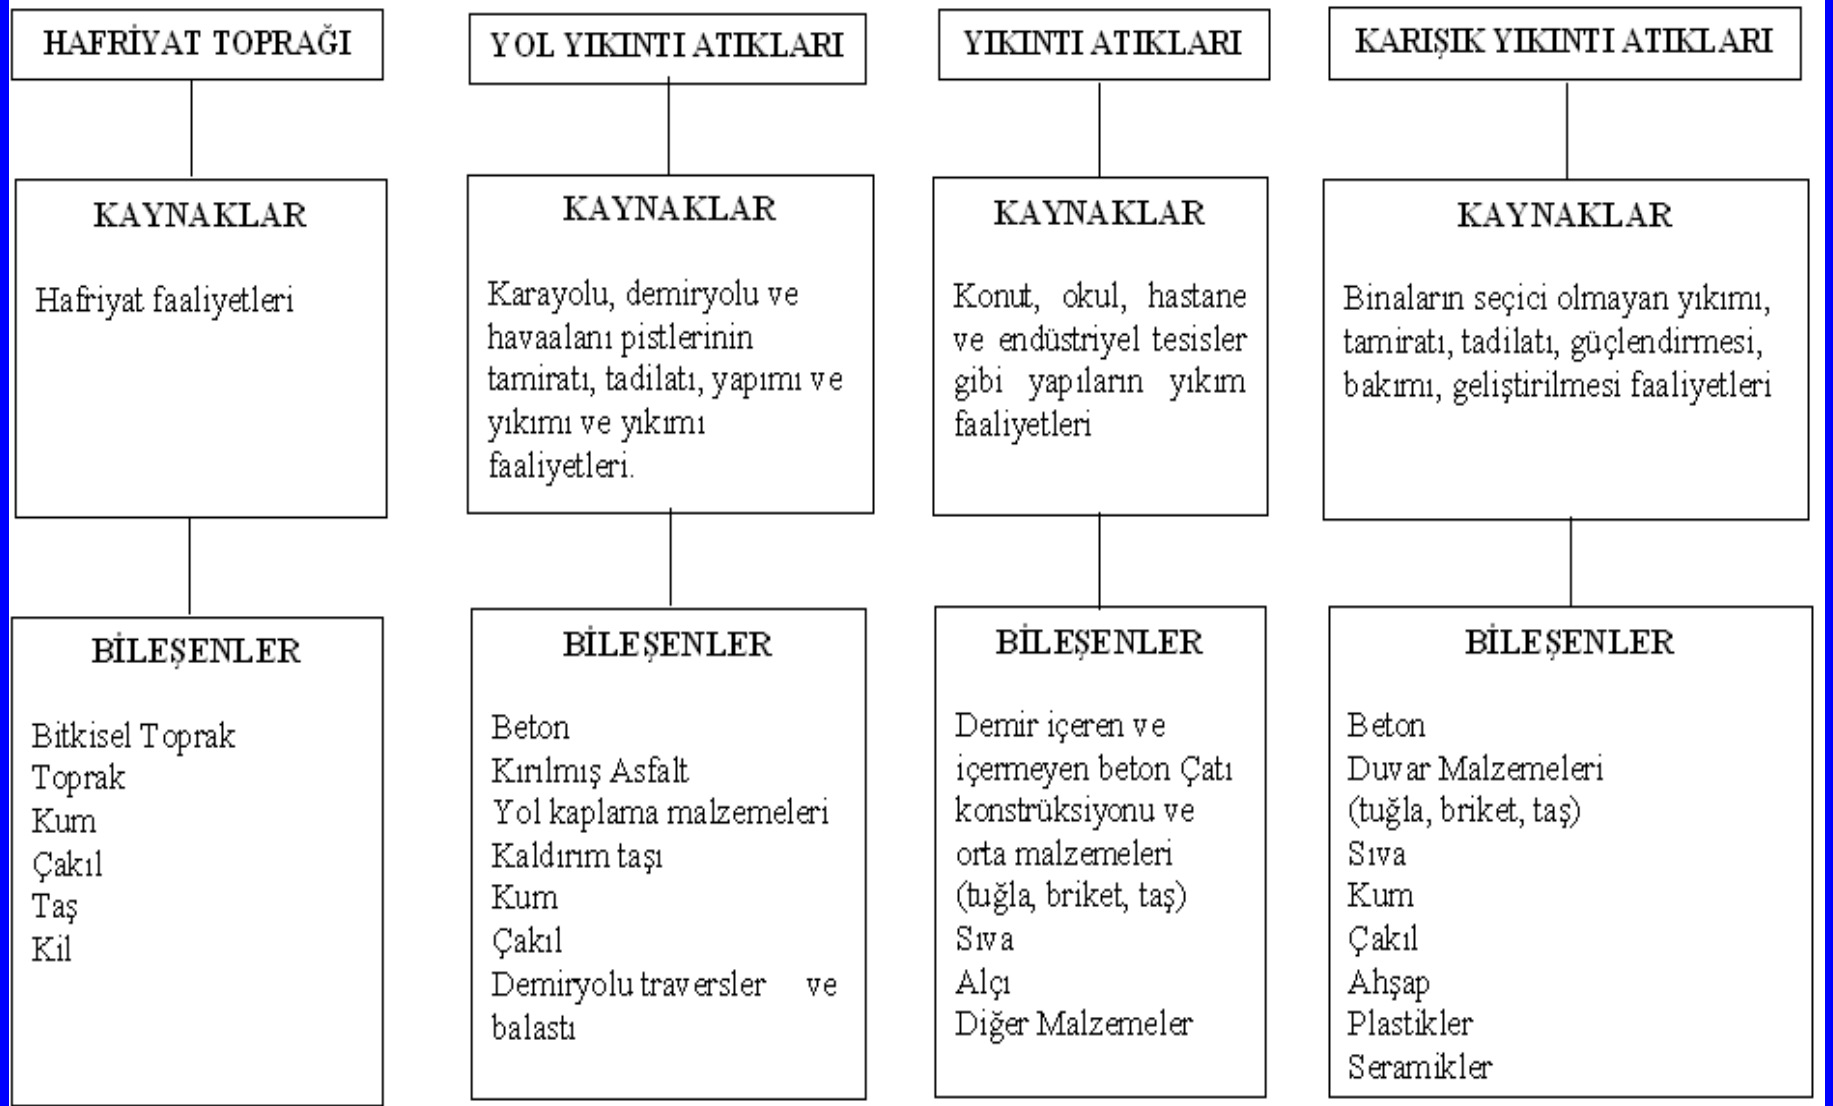 HAFRİYAT TOPRAĞI
KAYNAKLAR
Hafriyat faaliyetleri
BİLEŞENLER
Bitkisel Toprak
Toprak
Kum
Çakıl
Taş
Kil
YOL YIKINTI ATIKLARI
KAYNAKLAR
Karayolu, demiryolu ve
havaalanı pistlerinin
tamiratı, tadilatı, yapımı ve
yıkımı ve yıkımı
faaliyetleri.
BİLEŞENLER
Beton
Kırılmış Asfalt
Yol kaplama malzemeleri
Kaldırım taşı
Kum
Çakıl
Demiryolu traversler ve
balastı
YIKINTI ATIKLARI
KAYNAKLAR
Konut, okul, hastane
ve endüstriyel tesisler
gibi yapıların yıkım
faaliyetleri
BİLEŞENLER
Demir içeren ve
içermeyen beton Çatı
konstrüksiyonu ve
orta malzemeleri
(tuğla, briket, taş)
Sıva
Alçı
Diğer Malzemeler
KARIŞIK YIKINTI ATIKLARI
KAYNAKLAR
Binaların seçici olmayan yıkımı,
tamiratı, tadilatı, güçlendirmesi,
bakımı, geliştirilmesi faaliyetleri
BİLEŞENLER
Beton
Duvar Malzemeleri
(tuğla, briket, taş)
Sıva
Kum
Çakıl
Ahşap
Plastikler
Seramikler